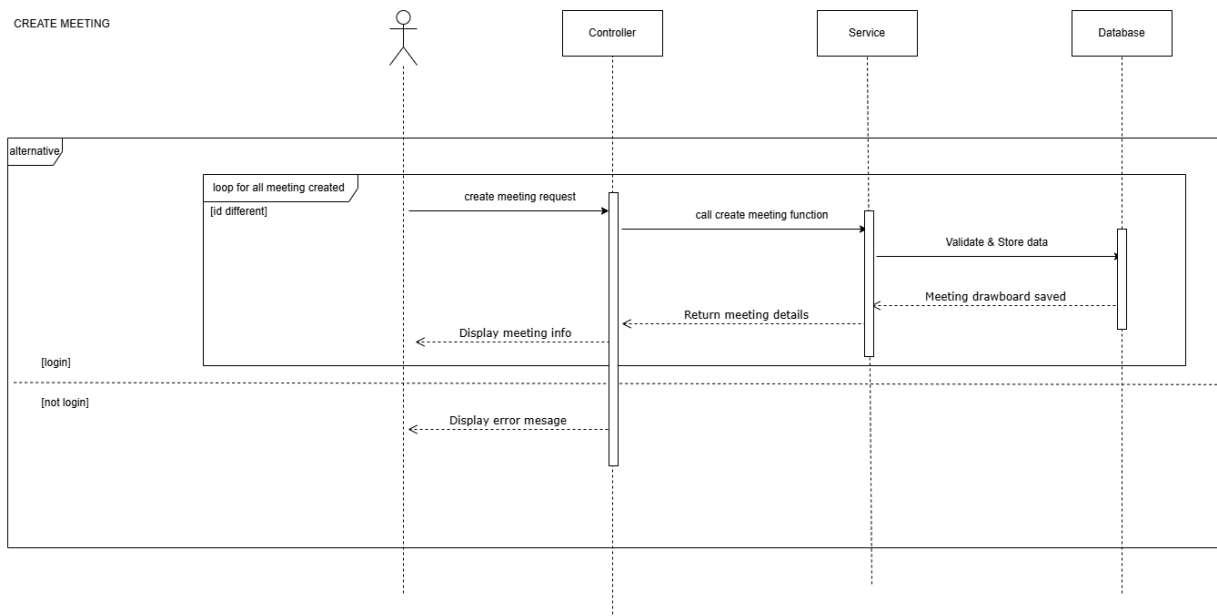 CREATE MEETING
Controller
Service
Database
alternative
loop for all meeting created
[id different]
create meeting request
call create meeting function
Validate & Store data
Meeting drawboard saved
Return meeting details
Display meeting info
[login]
[not login]
Display error mesage